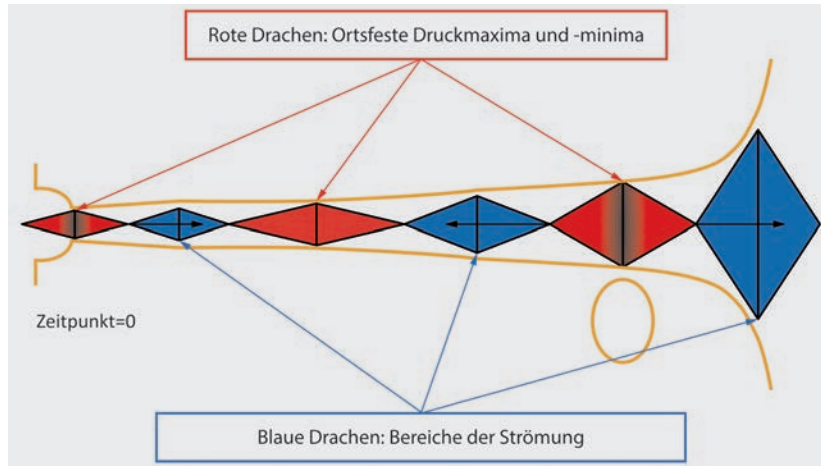 Rote Drachen: Ortsfeste Druckmaxima und -minima
Zeitpunkt=0
Blaue Drachen: Bereiche der Strömung